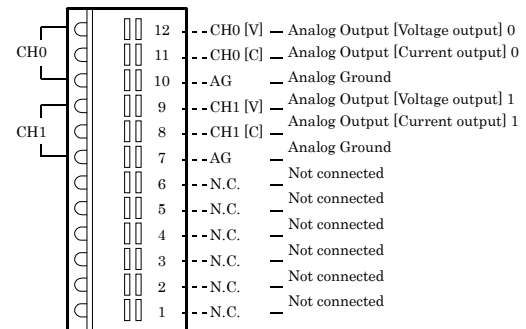 12 CH0 [V] Analog Output [Voltage output] 0
CH0 11 CH0 [C] Analog Output [Current output] 0
10 AG Analog Ground
9 CH1 [V] Analog Output [Voltage output] 1
CH1 8 CH1 [C] Analog Output [Current output] 1
7 AG Analog Ground
6 N.C. Not connected
5 N.C. Not connected
4 N.C. Not connected
3 N.C. Not connected
2 N.C. Not connected
1 N.C. Not connected